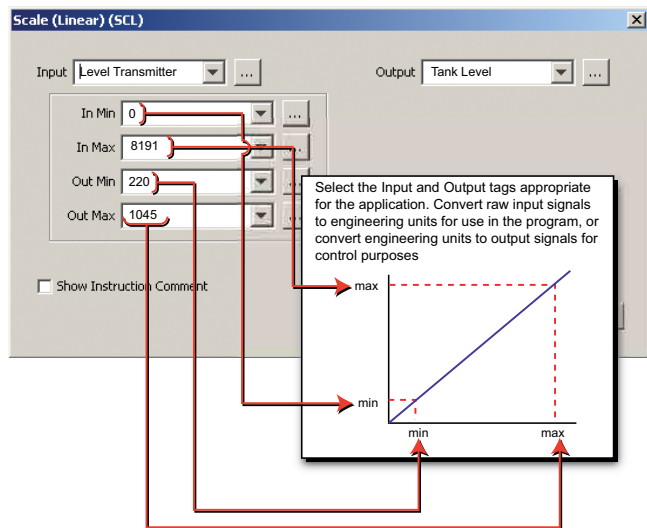 Scale (Linear) (SCL)
Input Level Transmitter ...
Output Tank Level ...
In Min 0 ...
In Max 8191 ...
Out Min 220 ...
Out Max 1045
Show Instruction Comment
Select the Input and Output tags appropriate
for the application. Convert raw input signals
to engineering units for use in the program, or
convert engineering units to output signals for
control purposes
max
min
min
max